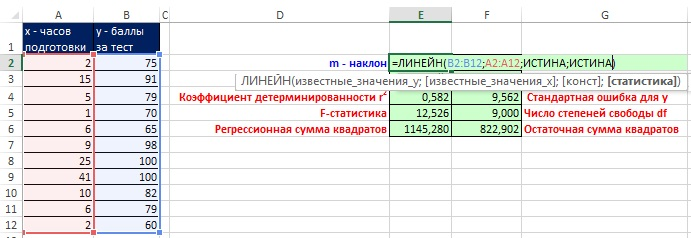 A B C D E F G
1 x - часов подготовки y - баллы за тест
2 2 75 m - наклон =ЛИНЕЙН(B2:B12;A2:A12;ИСТИНА;ИСТИНА)
3 15 91 ЛИНЕЙН(известные_значения_y; [известные_значения_x]; [конст]; [статистика])
4 5 79 Коэффициент детерминированности r² 0,582 9,562 Стандартная ошибка для y
5 1 70 F-статистика 12,526 9,000 Число степеней свободы df
6 6 65 Регрессионная сумма квадратов 1145,280 822,902 Остаточная сумма квадратов
7 9 98
8 25 100
9 41 100
10 10 82
11 6 79
12 2 60